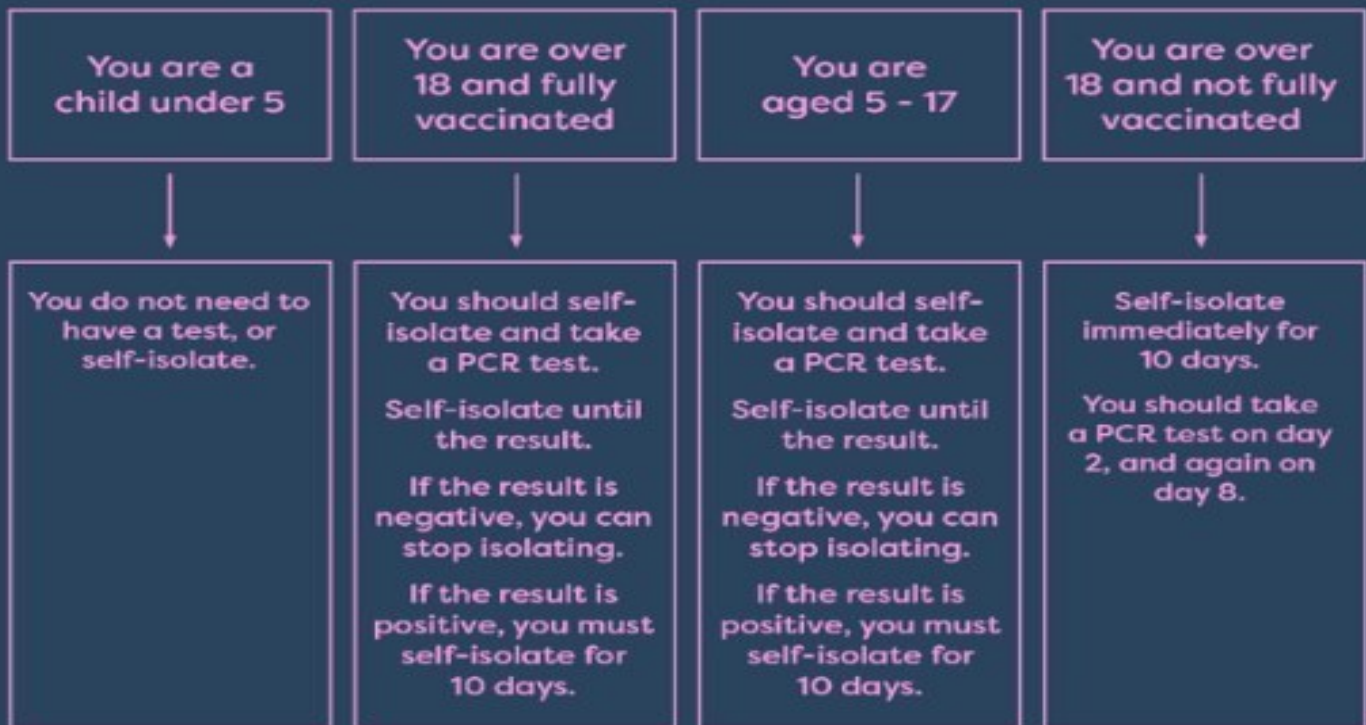 You are a
child under 5
You are over
18 and fully
vaccinated
You are
aged 5 - 17
You are over
18 and not fully
vaccinated
You do not need to
have a test, or
self-isolate.
You should self-
isolate and take
a PCR test.
Self-isolate until
the result.
If the result is
negative, you can
stop isolating.
If the result is
positive, you must
self-isolate for
10 days.
You should self-
isolate and take
a PCR test.
Self-isolate until
the result.
If the result is
negative, you can
stop isolating.
If the result is
positive, you must
self-isolate for
10 days.
Self-isolate
immediately for
10 days.
You should take
a PCR test on day
2, and again on
day 8.